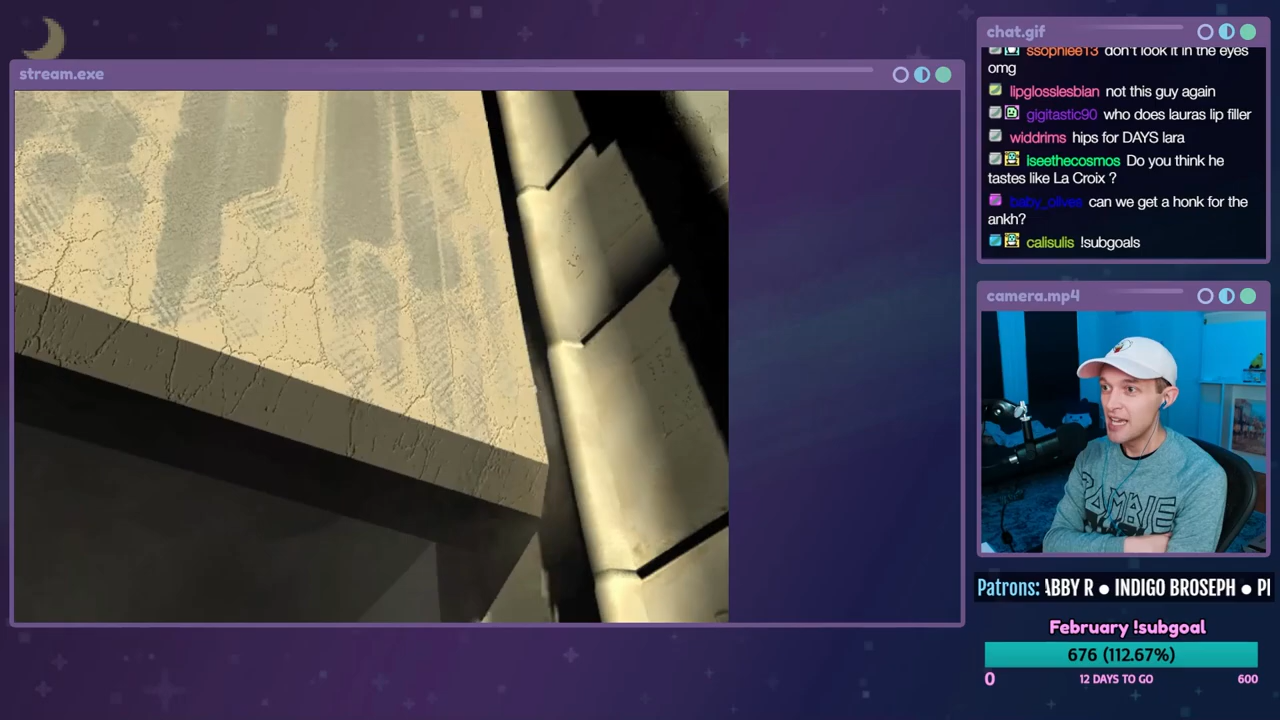 stream.exe
chat.gif
ssophiee13 don't look it in the eyes
omg
lipglosslesbian not this guy again
gigitastic90 who does lauras lip filler
widdrims hips for DAYS lara
iseethecosmos Do you think he
tastes like La Croix ?
baby_olives can we get a honk for the
ankh?
calisulis !subgoals
camera.mp4
ZOMBIE
Patrons: ABBY R ● INDIGO BROSEPH ● PI
February !subgoal
676 (112.67%)
0 12 DAYS TO GO 600